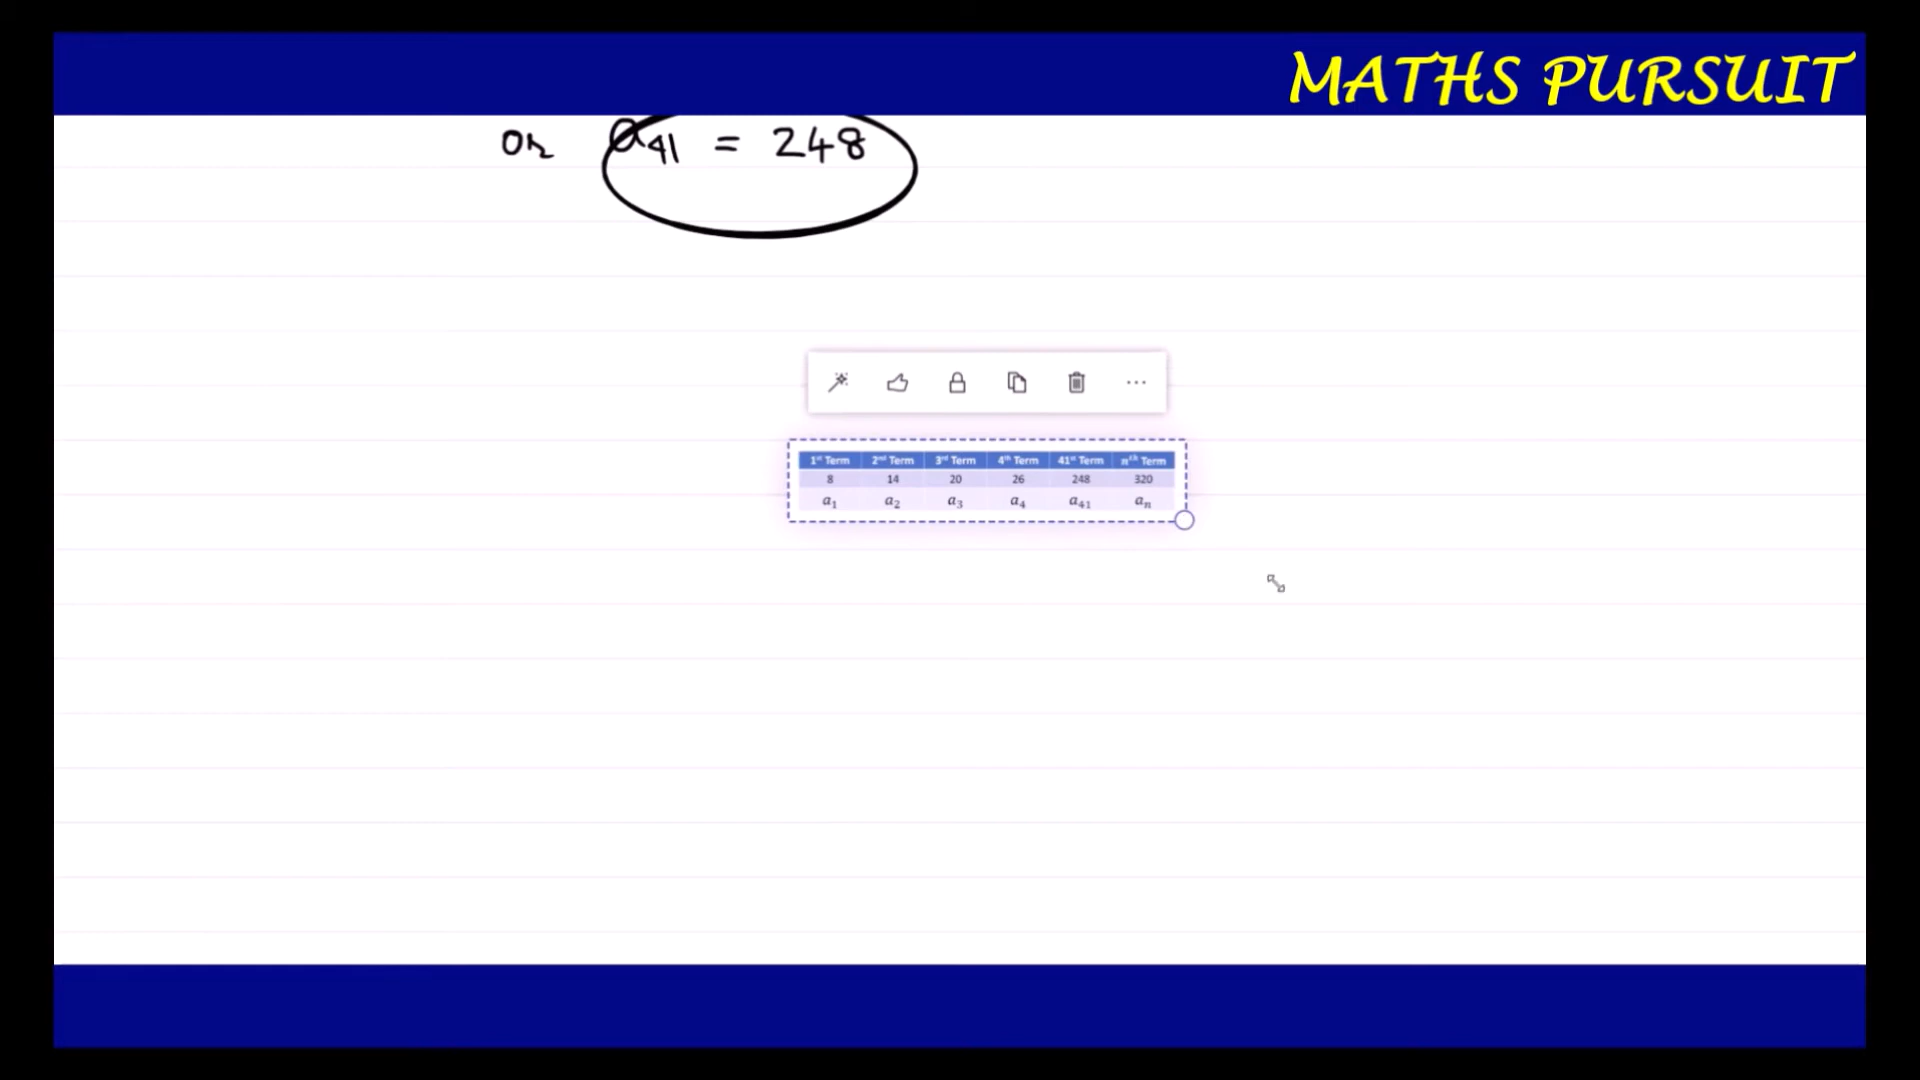 MATHS PURSUIT
or a₄₁ = 248
1ˢᵗ Term 2ⁿᵈ Term 3ʳᵈ Term 4ᵗʰ Term 41ˢᵗ Term nᵗʰ Term
8 14 20 26 248 320
a₁ a₂ a₃ a₄ a₄₁ aₙ